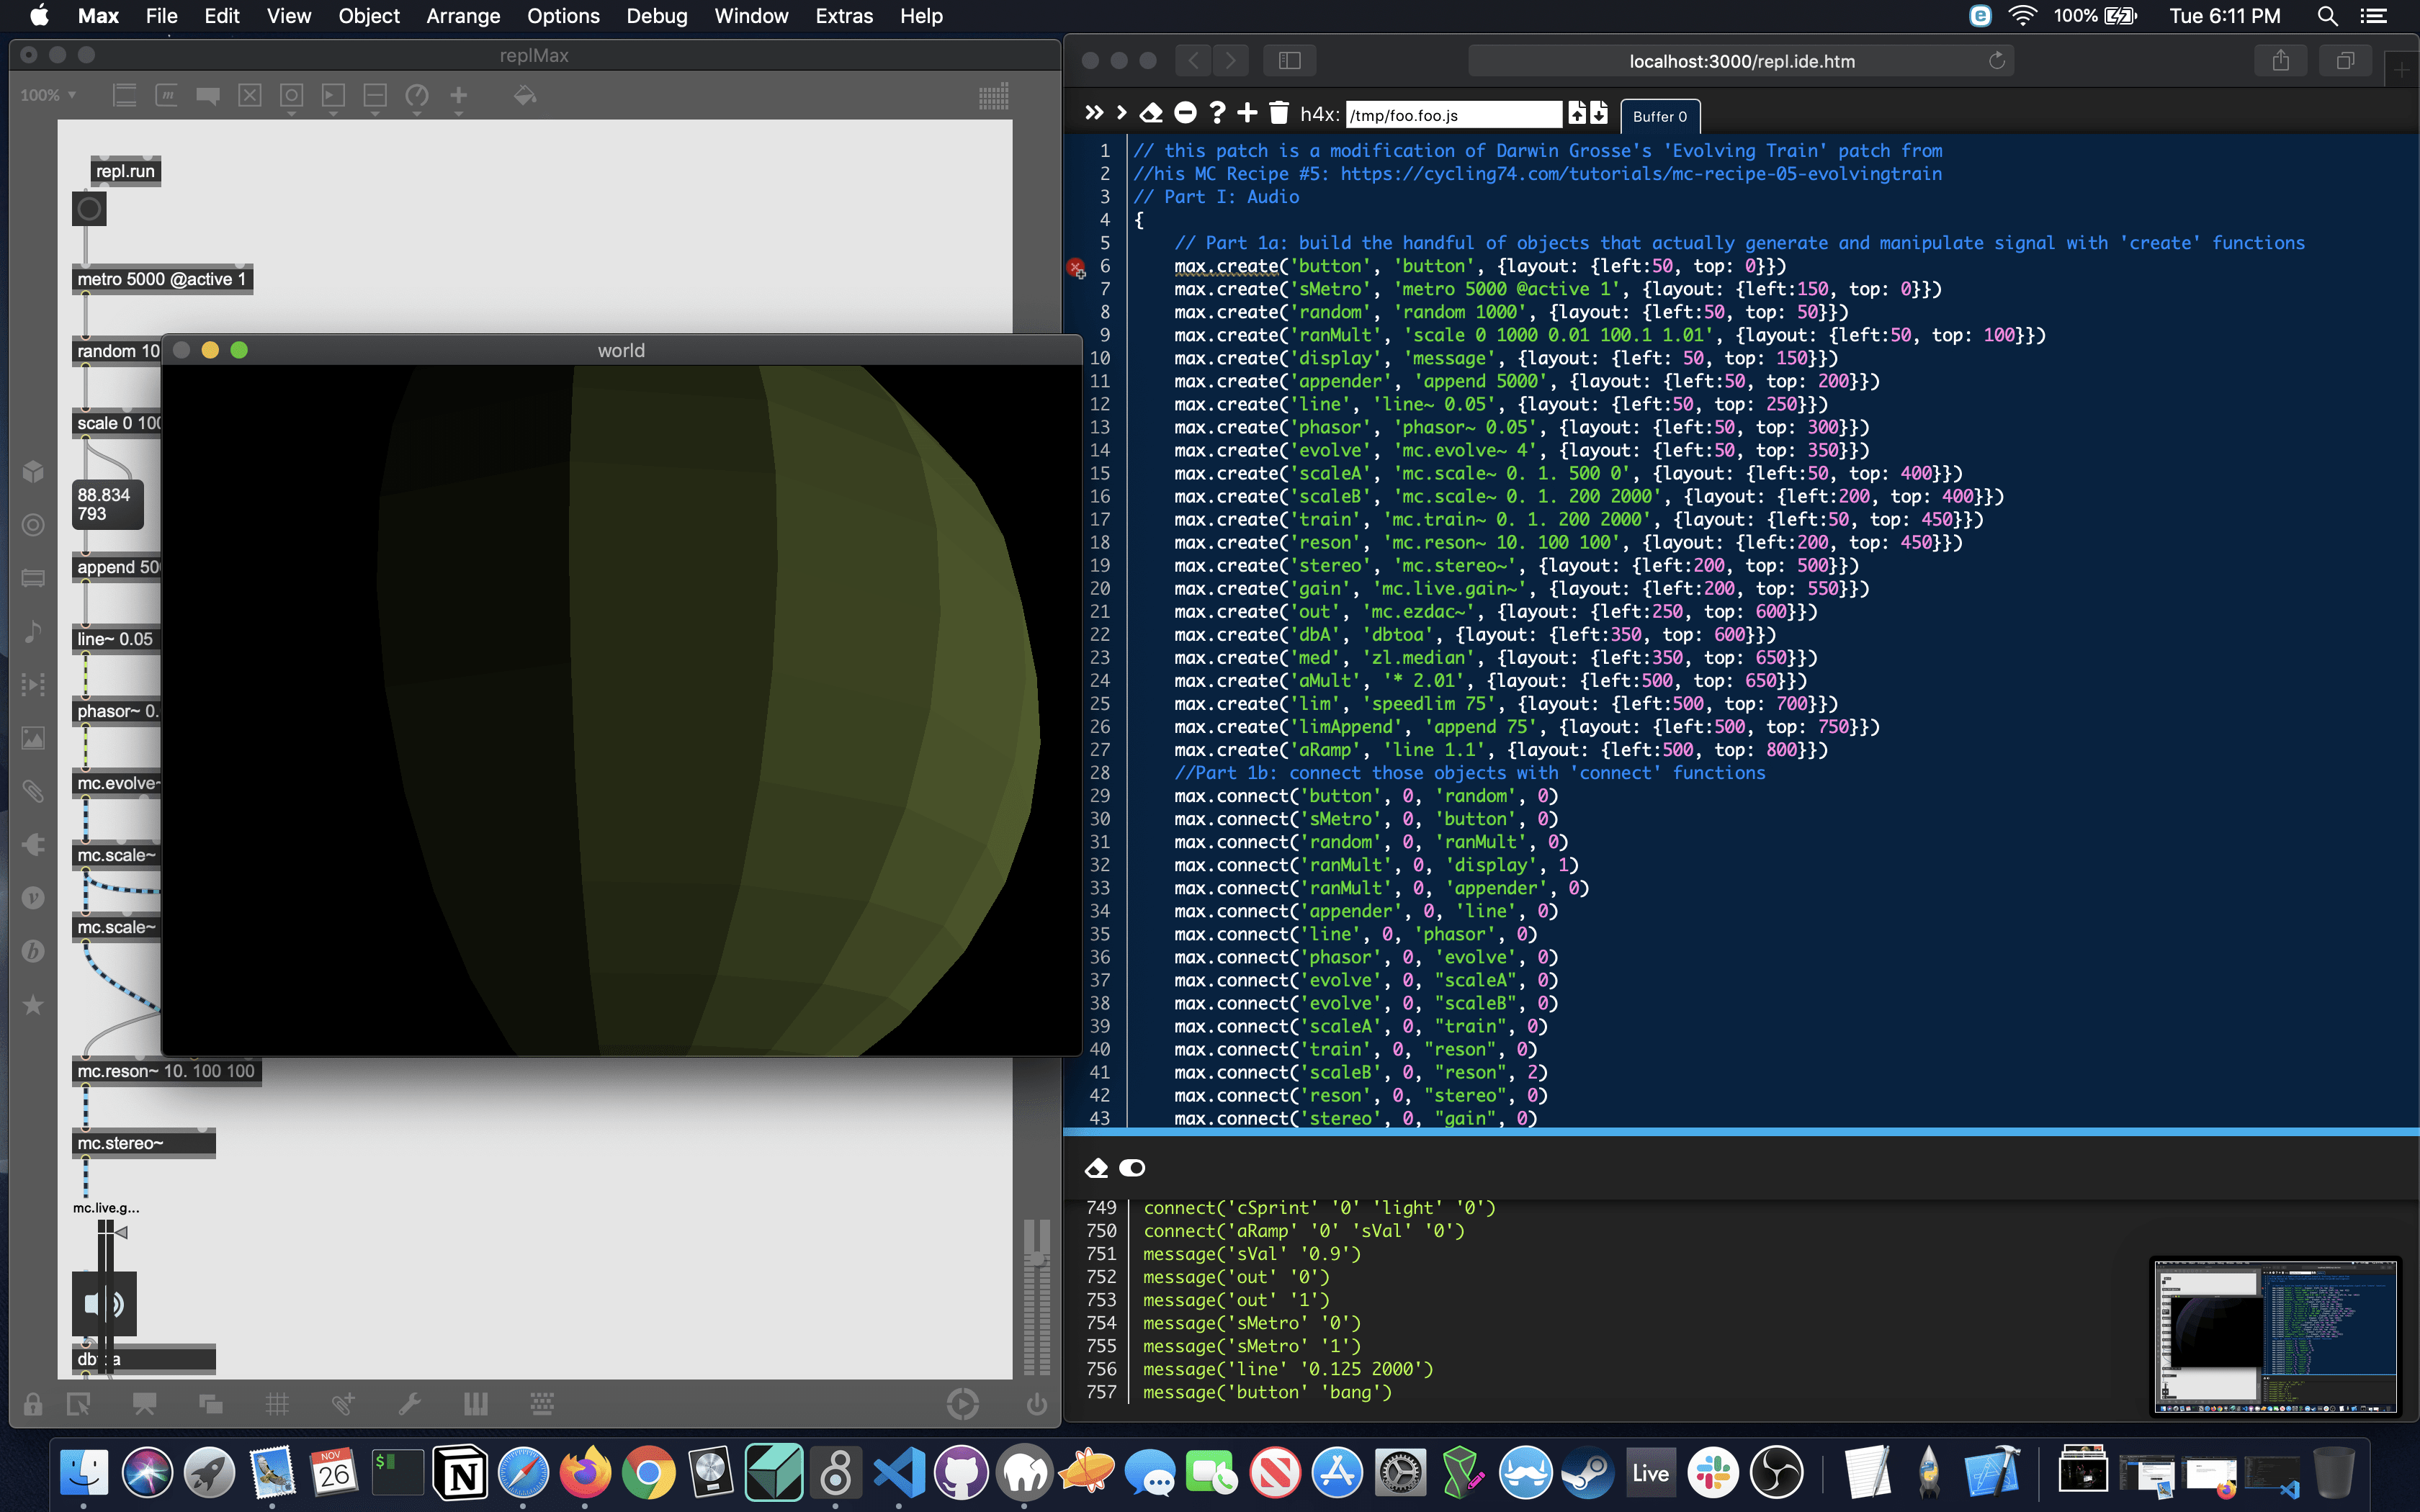 Max File Edit View Object Arrange Options Debug Window Extras Help
100% Tue 6:11 PM
replMax
100%
repl.run
metro 5000 @active 1
random 10
scale 0 100
88.834
793
append 50
line~ 0.05
phasor~ 0.
mc.evolve~
mc.scale~
mc.scale~
mc.reson~ 10. 100 100
mc.stereo~
mc.live.g...
world
localhost:3000/repl.ide.htm
h4x: /tmp/foo.foo.js
Buffer 0
1 // this patch is a modification of Darwin Grosse's 'Evolving Train' patch from
2 //his MC Recipe #5: https://cycling74.com/tutorials/mc-recipe-05-evolvingtrain
3 // Part I: Audio
4 {
5 // Part 1a: build the handful of objects that actually generate and manipulate signal with 'create' functions
6 max.create('button', 'button', {layout: {left:50, top: 0}})
7 max.create('sMetro', 'metro 5000 @active 1', {layout: {left:150, top: 0}})
8 max.create('random', 'random 1000', {layout: {left:50, top: 50}})
9 max.create('ranMult', 'scale 0 1000 0.01 100.1 1.01', {layout: {left:50, top: 100}})
10 max.create('display', 'message', {layout: {left: 50, top: 150}})
11 max.create('appender', 'append 5000', {layout: {left:50, top: 200}})
12 max.create('line', 'line~ 0.05', {layout: {left:50, top: 250}})
13 max.create('phasor', 'phasor~ 0.05', {layout: {left:50, top: 300}})
14 max.create('evolve', 'mc.evolve~ 4', {layout: {left:50, top: 350}})
15 max.create('scaleA', 'mc.scale~ 0. 1. 500 0', {layout: {left:50, top: 400}})
16 max.create('scaleB', 'mc.scale~ 0. 1. 200 2000', {layout: {left:200, top: 400}})
17 max.create('train', 'mc.train~ 0. 1. 200 2000', {layout: {left:50, top: 450}})
18 max.create('reson', 'mc.reson~ 10. 100 100', {layout: {left:200, top: 450}})
19 max.create('stereo', 'mc.stereo~', {layout: {left:200, top: 500}})
20 max.create('gain', 'mc.live.gain~', {layout: {left:200, top: 550}})
21 max.create('out', 'mc.ezdac~', {layout: {left:250, top: 600}})
22 max.create('dbA', 'dbtoa', {layout: {left:350, top: 600}})
23 max.create('med', 'zl.median', {layout: {left:350, top: 650}})
24 max.create('aMult', '* 2.01', {layout: {left:500, top: 650}})
25 max.create('lim', 'speedlim 75', {layout: {left:500, top: 700}})
26 max.create('limAppend', 'append 75', {layout: {left:500, top: 750}})
27 max.create('aRamp', 'line 1.1', {layout: {left:500, top: 800}})
28 //Part 1b: connect those objects with 'connect' functions
29 max.connect('button', 0, 'random', 0)
30 max.connect('sMetro', 0, 'button', 0)
31 max.connect('random', 0, 'ranMult', 0)
32 max.connect('ranMult', 0, 'display', 1)
33 max.connect('ranMult', 0, 'appender', 0)
34 max.connect('appender', 0, 'line', 0)
35 max.connect('line', 0, 'phasor', 0)
36 max.connect('phasor', 0, 'evolve', 0)
37 max.connect('evolve', 0, "scaleA", 0)
38 max.connect('evolve', 0, "scaleB", 0)
39 max.connect('scaleA', 0, "train", 0)
40 max.connect('train', 0, "reson", 0)
41 max.connect('scaleB', 0, "reson", 2)
42 max.connect('reson', 0, "stereo", 0)
43 max.connect('stereo', 0, "gain", 0)
749 connect('cSprint' '0' 'light' '0')
750 connect('aRamp' '0' 'sVal' '0')
751 message('sVal' '0.9')
752 message('out' '0')
753 message('out' '1')
754 message('sMetro' '0')
755 message('sMetro' '1')
756 message('line' '0.125 2000')
757 message('button' 'bang')
NOV
26
Live